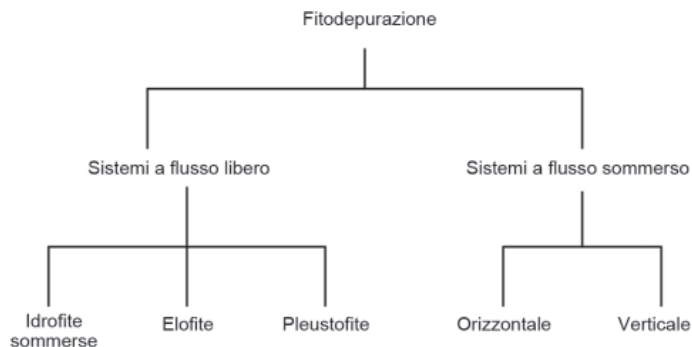 Fitodepurazione
Sistemi a flusso libero
Sistemi a flusso sommerso
Idrofite
sommerse
Elofite
Pleustofite
Orizzontale
Verticale